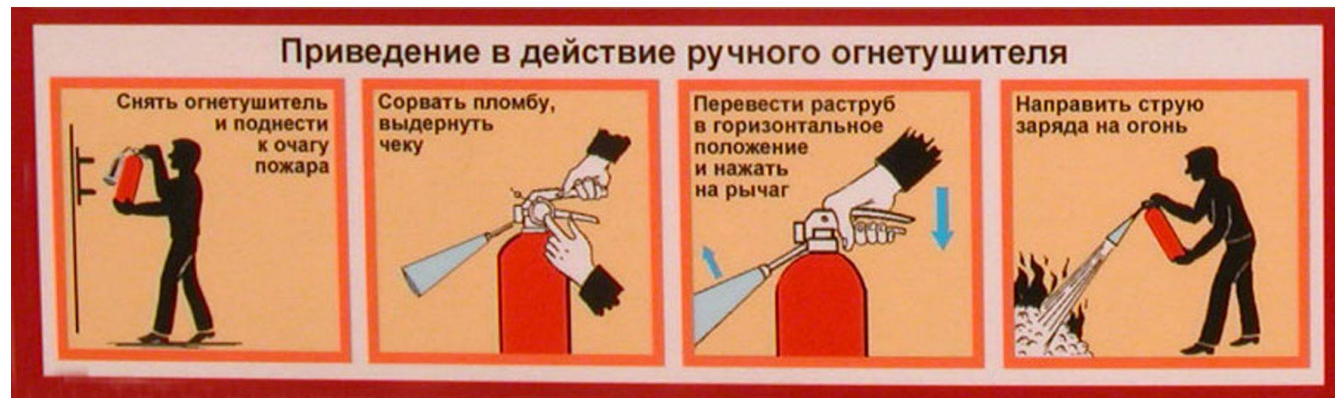 Приведение в действие ручного огнетушителя
Снять огнетушитель
и поднести
к очагу
пожара
Сорвать пломбу,
выдернуть
чеку
Перевести раструб
в горизонтальное
положение
и нажать
на рычаг
Направить струю
заряда на огонь